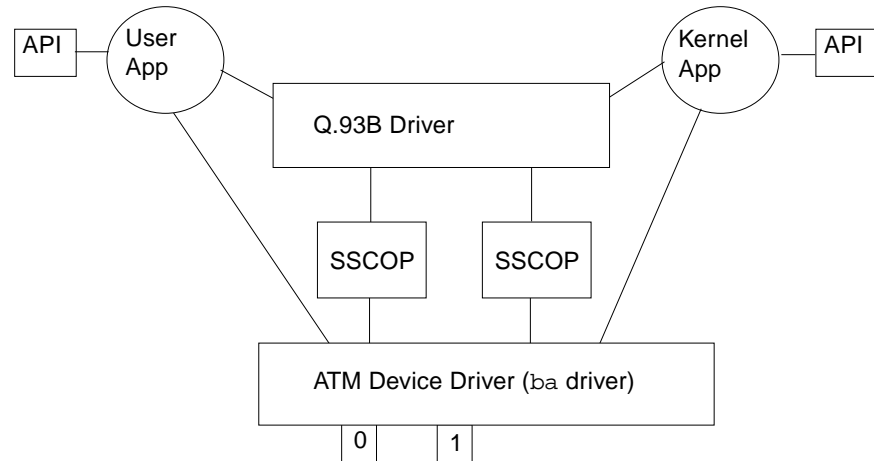 API
User
App
Kernel
App
API
Q.93B Driver
SSCOP
SSCOP
ATM Device Driver (ba driver)
0
1